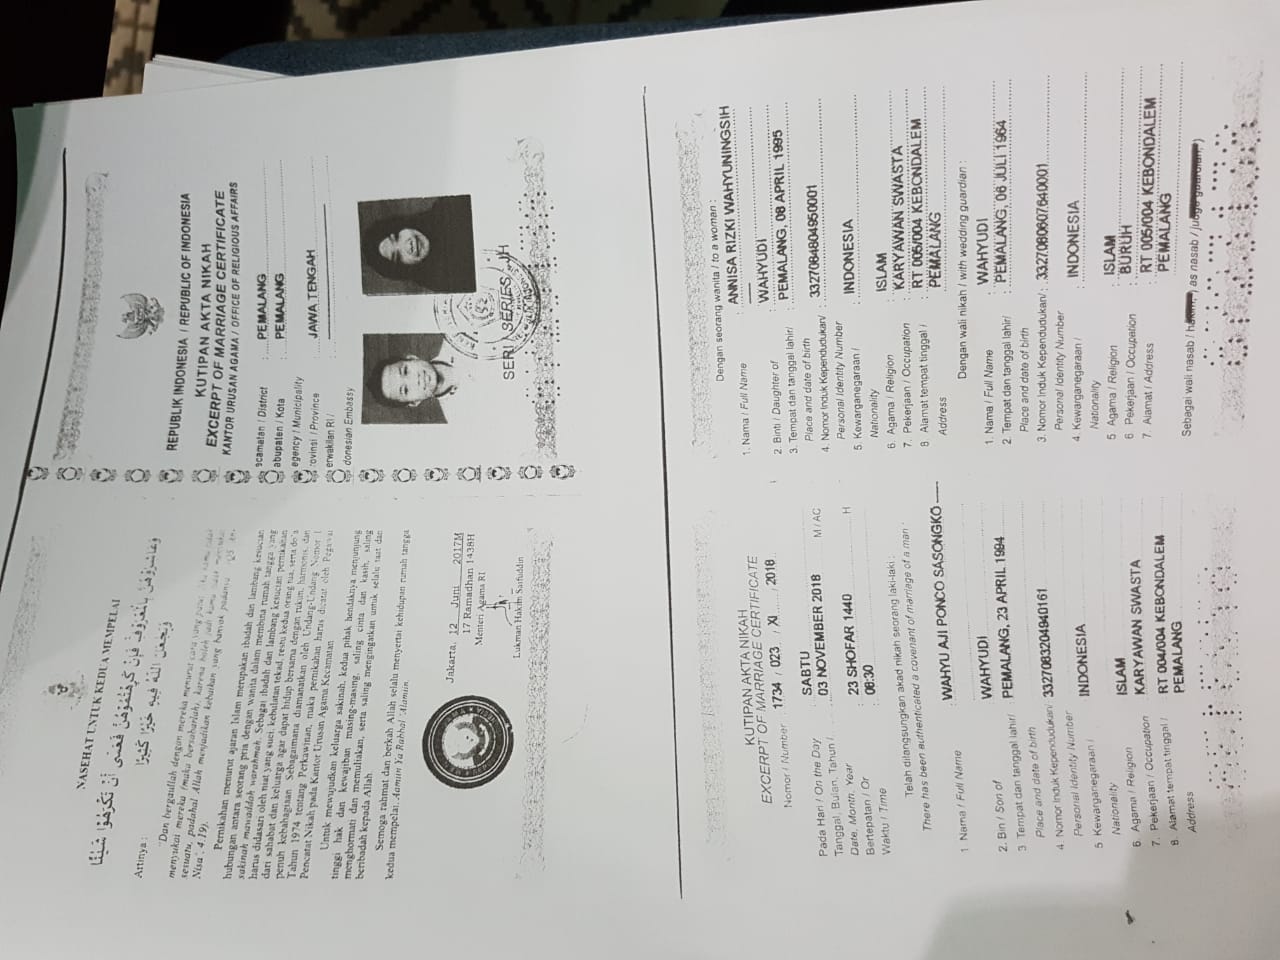 NASEHAT UNTUK KEDUA MEMPELAI
وَعَاشِرُوهُنَّ بِالْمَعْرُوفِ فَإِنْ كَرِهْتُمُوهُنَّ فَعَسَى أَنْ تَكْرَهُوا شَيْئًا
وَيَجْعَلَ اللَّهُ فِيهِ خَيْرًا كَثِيرًا
Artinya :
"Dan bergaullah dengan mereka menurut cara yang patut.
menyukai mereka (maka bersabarlah), karena boleh jadi kamu
sesuatu, padahal Allah menjadikan kebaikan yang banyak padanya
Nisa': 4.19).
Pernikahan menurut ajaran Islam merupakan ibadah dan lambang kesucian
hubungan antara seorang pria dengan wanita dalam membina rumah tangga yang
sakinah mawaddah warahmah. Sebagai ibadah dan lambang kesucian pernikahan
harus didasari oleh niat yang suci, kebulatan tekad, restu kedua orang tua, serta do'a
dari sahabat dan keluarga agar dapat hidup bersama dengan rukun, harmonis, dan
penuh kebahagiaan. Sebagaimana diamanatkan oleh Undang-Undang Nomor 1
Tahun 1974 tentang Perkawinan, maka pernikahan harus dicatat oleh Pegawai
Pencatat Nikah pada Kantor Urusan Agama Kecamatan
Untuk mewujudkan keluarga sakinah, kedua pihak hendaknya menjunjung
tinggi hak dan kewajiban masing-masing, saling cinta dan kasih, saling
menghormati dan memuliakan, serta saling mengingatkan untuk selalu taat dan
beribadah kepada Allah
Semoga rahmat dan berkah Allah selalu menyertai kehidupan rumah tangga
kedua mempelai. Aamiin Ya Rabbal 'Alamin.
Jakarta, 12 Juni 2017M
17 Ramadhan 1438H
Menteri Agama RI
Lukman Hakim Saifuddin
REPUBLIK INDONESIA / REPUBLIC OF INDONESIA
KUTIPAN AKTA NIKAH
EXCERPT OF MARRIAGE CERTIFICATE
KANTOR URUSAN AGAMA / OFFICE OF RELIGIOUS AFFAIRS
ecamatan / District : PEMALANG
abupaten / Kota : PEMALANG
egency / Municipality
rovinsi / Province : JAWA TENGAH
erwakilan RI /
donesian Embassy
SERI / SERIES JH
KUTIPAN AKTA NIKAH
EXCERPT OF MARRIAGE CERTIFICATE
Nomor / Number : 1734 / 023 / XI / 2018
Pada Hari / On the Day : SABTU
Tanggal, Bulan, Tahun / : 03 NOVEMBER 2018 M / AC
Date, Month, Year
Bertepatan / Or : 23 SHOFAR 1440 H
Waktu / Time : 08:30
Telah dilangsungkan akad nikah seorang laki-laki :
There has been authenticated a covenant of marriage of a man :
1 Nama / Full Name : WAHYU AJI PONCO SASONGKO
2. Bin / Son of : WAHYUDI
3 Tempat dan tanggal lahir/ : PEMALANG, 23 APRIL 1994
Place and date of birth
4. Nomor Induk Kependudukan/ : 3327083204940161
Personal Identity Number
5 Kewarganegaraan / : INDONESIA
Nationality
6. Agama / Religion : ISLAM
7. Pekerjaan / Occupation : KARYAWAN SWASTA
8. Alamat tempat tinggal / : RT 004/004 KEBONDALEM
Address PEMALANG
Dengan seorang wanita / to a woman :
1. Nama / Full Name : ANNISA RIZKI WAHYUNINGSIH
2 Binti / Daughter of : WAHYUDI
3. Tempat dan tanggal lahir/ : PEMALANG, 08 APRIL 1995
Place and date of birth
4. Nomor Induk Kependudukan/ : 3327084804950001
Personal Identity Number
5. Kewarganegaraan / : INDONESIA
Nationality
6. Agama / Religion : ISLAM
7. Pekerjaan / Occupation : KARYAWAN SWASTA
8 Alamat tempat tinggal / : RT 005/004 KEBONDALEM
Address PEMALANG
Dengan wali nikah / with wedding guardian :
1. Nama / Full Name : WAHYUDI
2. Tempat dan tanggal lahir/ : PEMALANG, 06 JULI 1964
Place and date of birth
3. Nomor Induk Kependudukan/ : 3327080607640001
Personal Identity Number
4. Kewarganegaraan / : INDONESIA
Nationality
5 Agama / Religion : ISLAM
6 Pekerjaan / Occupation : BURUH
7. Alamat / Address : RT 005/004 KEBONDALEM
PEMALANG
Sebagai wali nasab / as nasab /